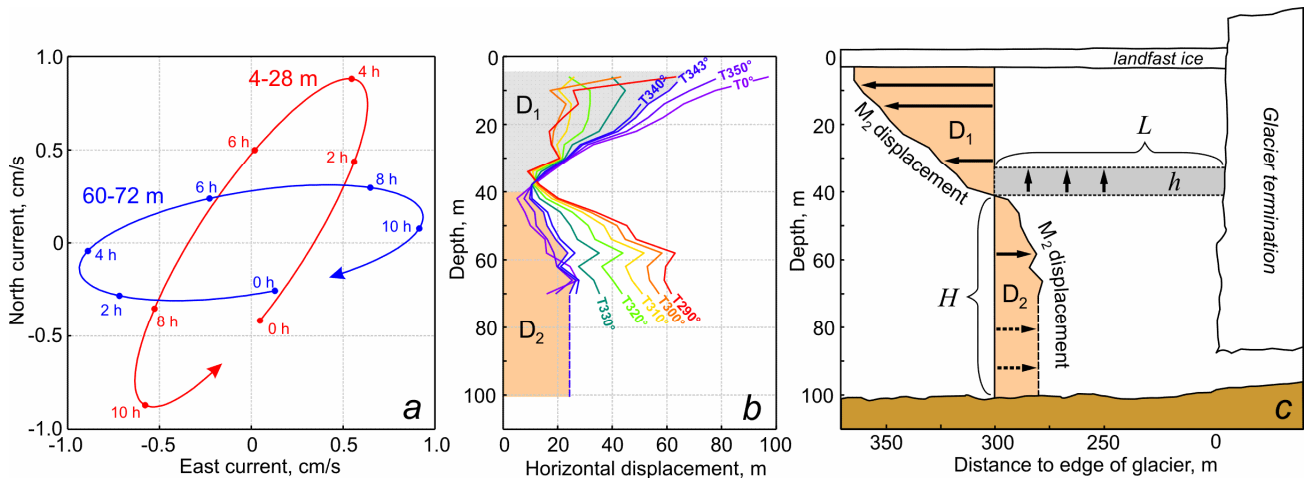 1.0
0.5
0
-0.5
-1.0
North current, cm/s
-1.0
-0.5
0
0.5
1.0
East current, cm/s
4-28 m
60-72 m
4 h
6 h
2 h
0 h
8 h
10 h
6 h
8 h
10 h
4 h
2 h
0 h
a
0
20
40
60
80
100
Depth, m
0
20
40
60
80
100
Horizontal displacement, m
D1
D2
T340°
T343°
T350°
T0°
T330°
T320°
T310°
T300°
T290°
b
0
20
40
60
80
100
Depth, m
350
300
250
0
Distance to edge of glacier, m
landfast ice
M2 displacement
D1
L
h
H
D2
M2 displacement
Glacier termination
c